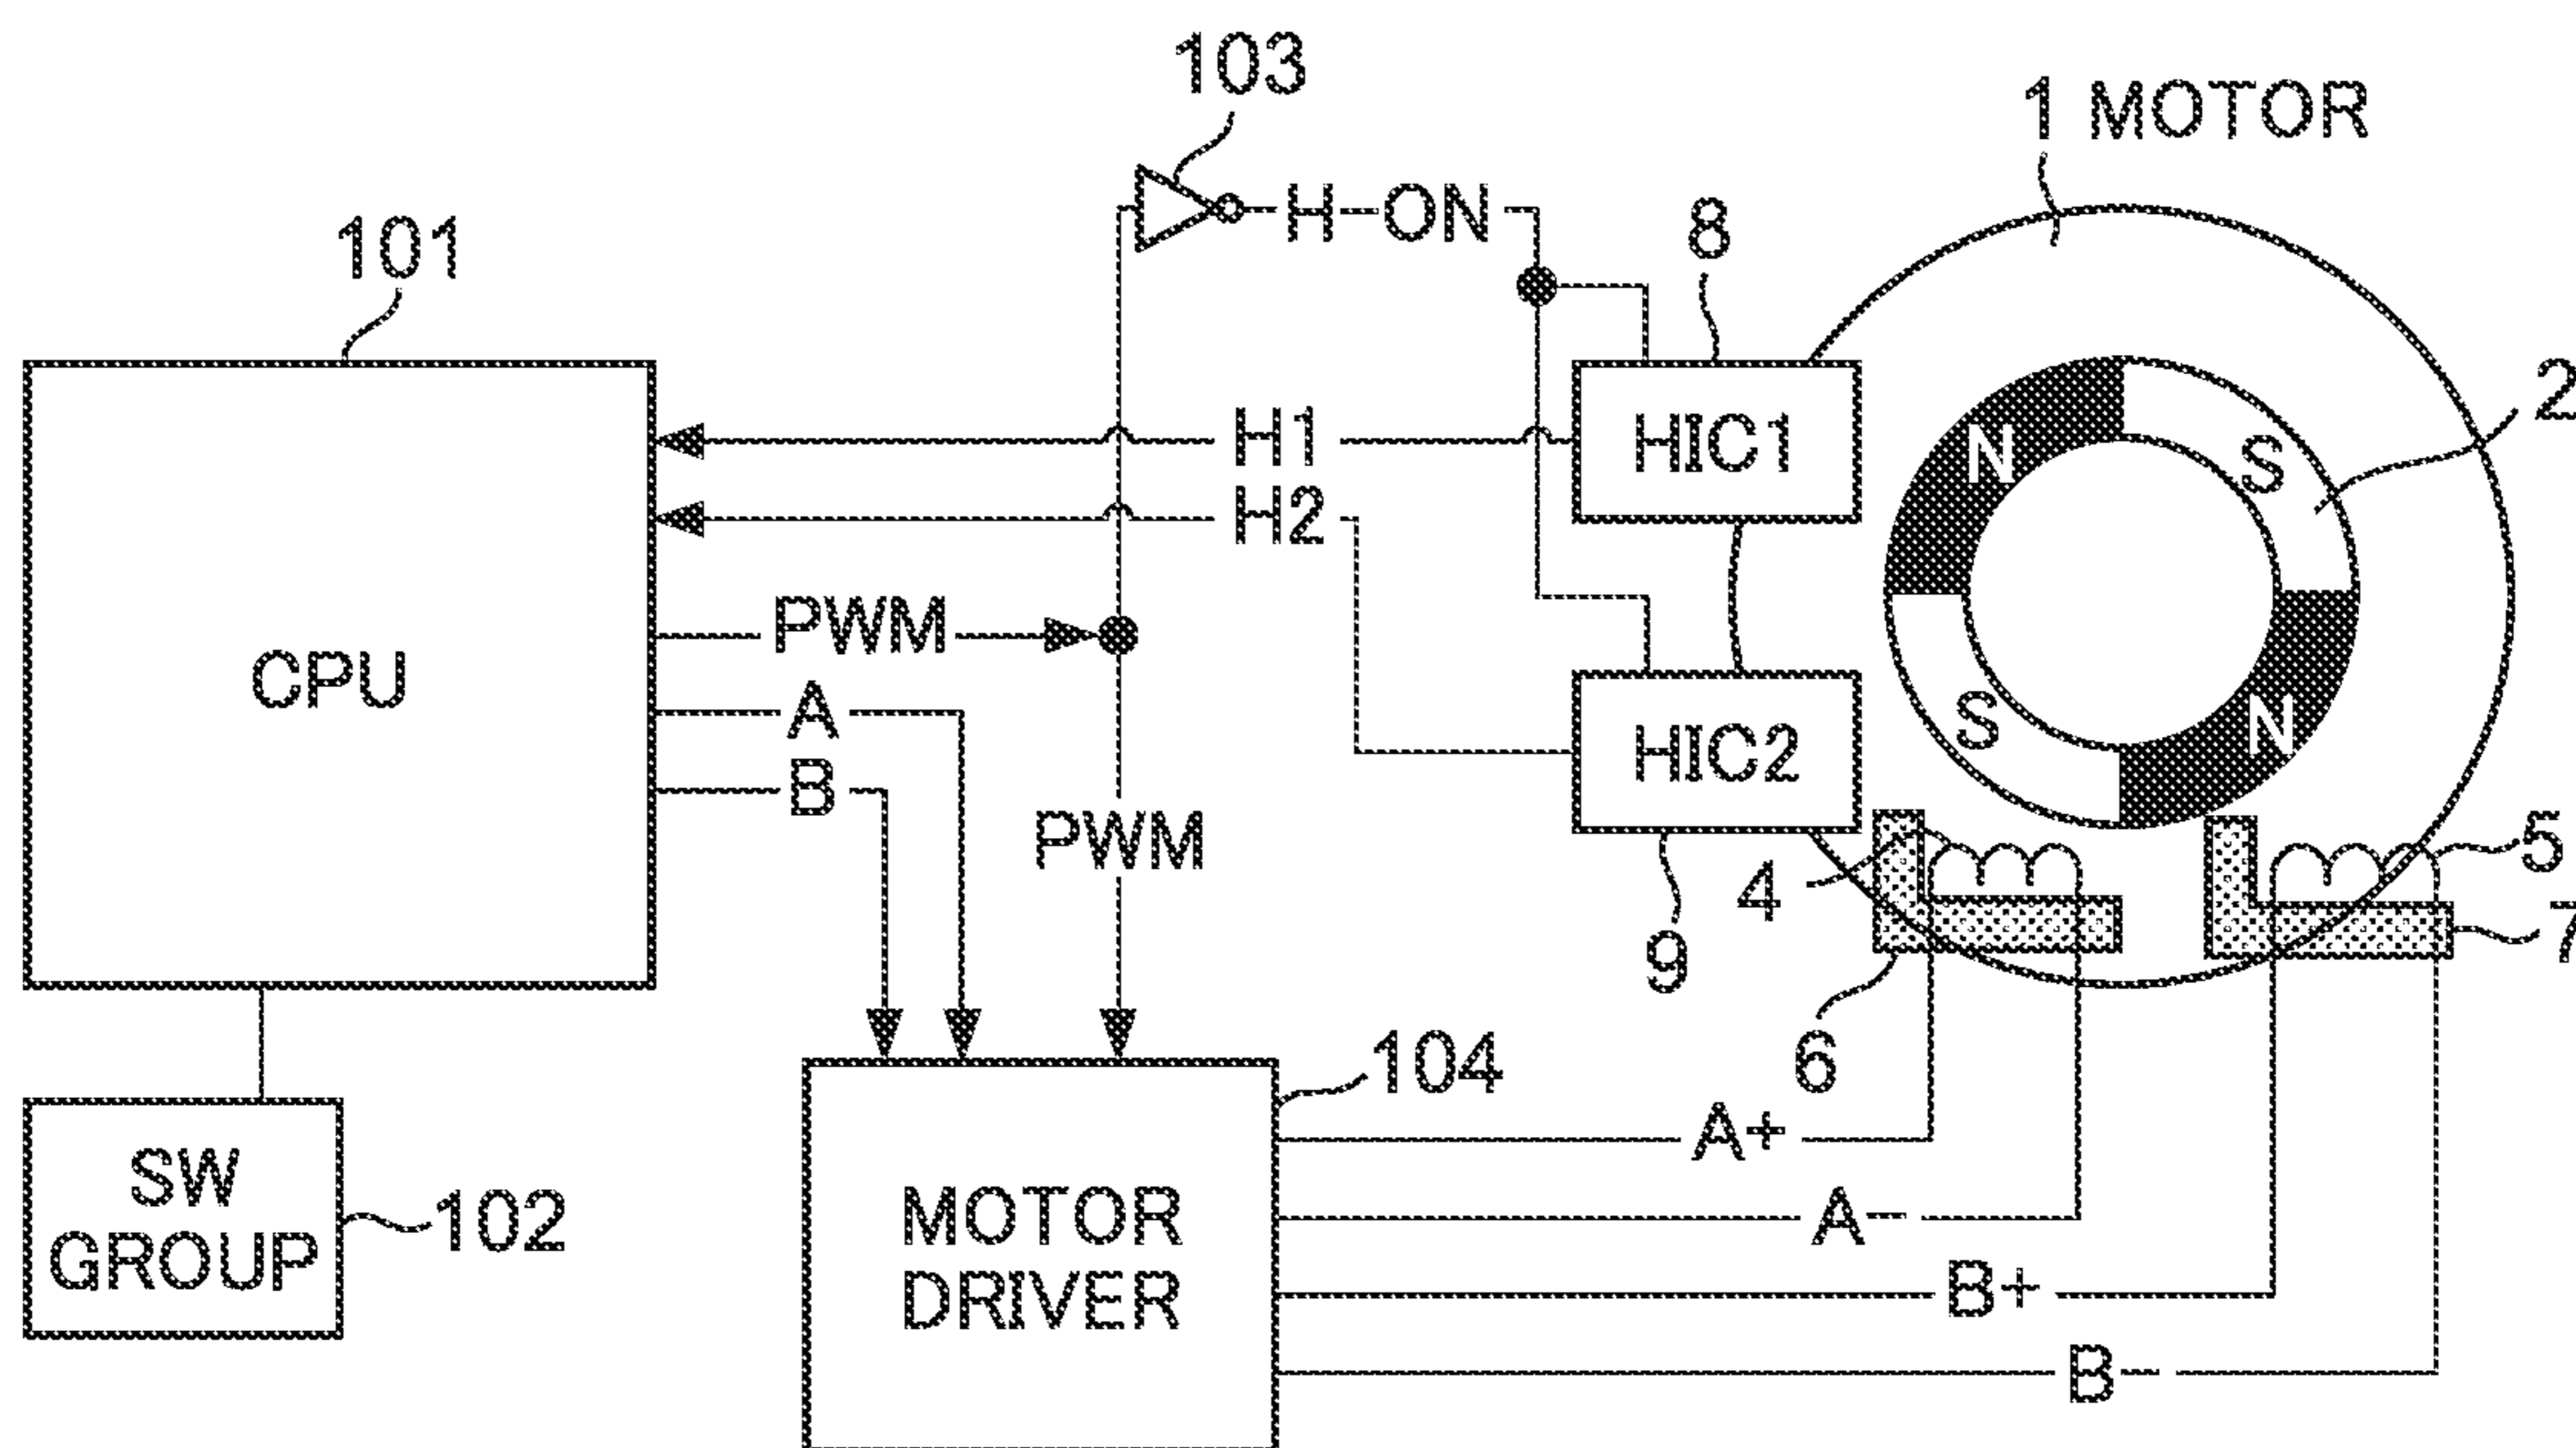 103
1 MOTOR
H-ON
101
8
2
N
S
HIC1
H1
H2
PWM
CPU
A
HIC2
S
N
B
PWM
4
5
9
7
6
104
A+
SW
GROUP
102
MOTOR
DRIVER
A-
B+
B-